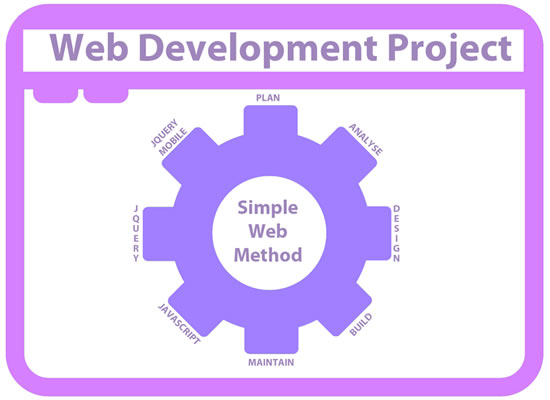 Web Development Project
PLAN
ANALYSE
DESIGN
BUILD
MAINTAIN
JAVASCRIPT
JQUERY
JQUERY
MOBILE
Simple
Web
Method